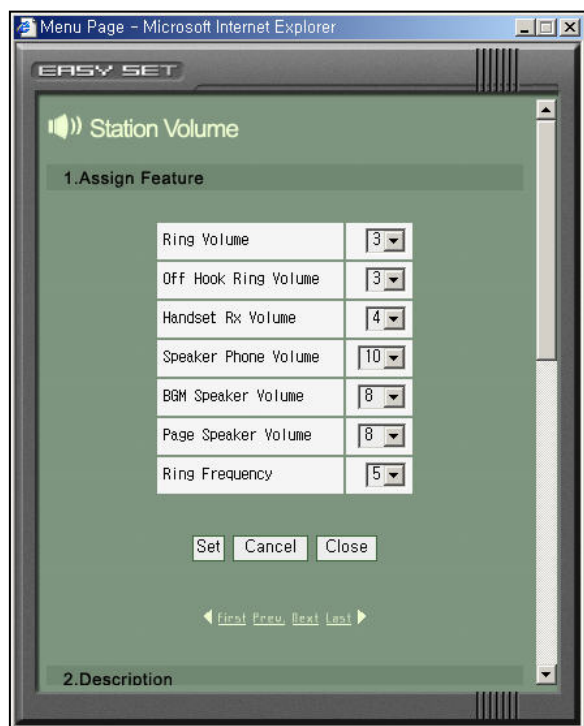 Menu Page - Microsoft Internet Explorer
EASY SET
Station Volume
1.Assign Feature
Ring Volume 3
Off Hook Ring Volume 3
Handset Rx Volume 4
Speaker Phone Volume 10
BGM Speaker Volume 8
Page Speaker Volume 8
Ring Frequency 5
Set Cancel Close
First Prev. Next Last
2.Description